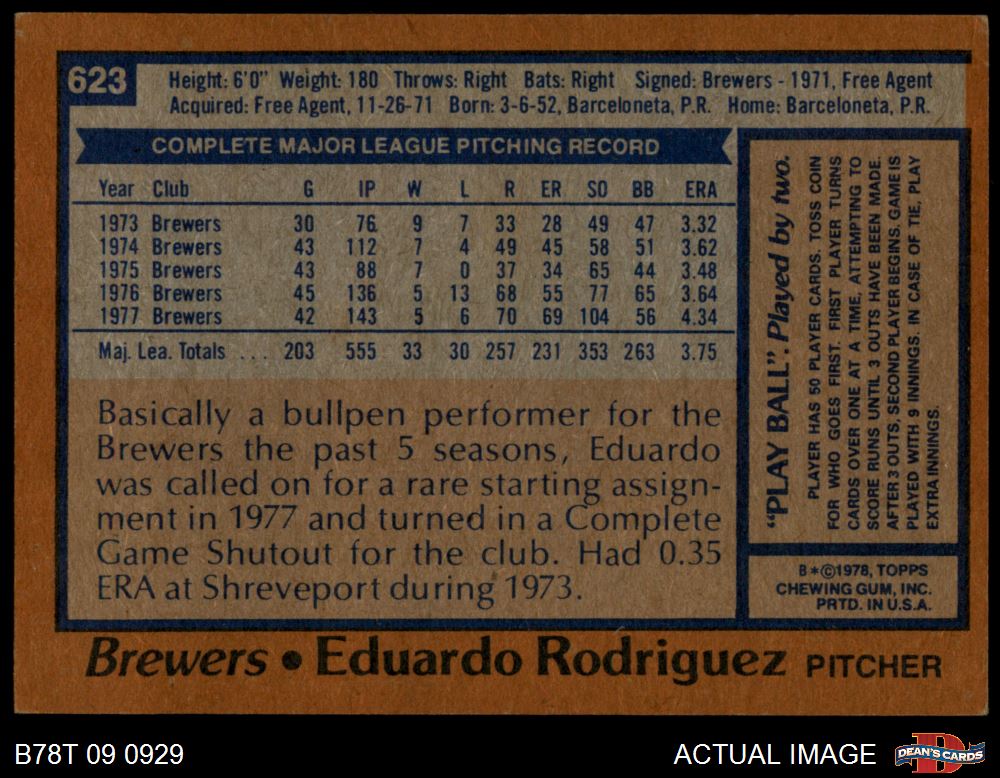 623
Height: 6'0" Weight: 180 Throws: Right Bats: Right Signed: Brewers - 1971, Free Agent
Acquired: Free Agent, 11-26-71 Born: 3-6-52, Barceloneta, P.R. Home: Barceloneta, P.R.
COMPLETE MAJOR LEAGUE PITCHING RECORD
Year Club G IP W L R ER SO BB ERA
1973 Brewers 30 76 9 7 33 28 49 47 3.32
1974 Brewers 43 112 7 4 49 45 58 51 3.62
1975 Brewers 43 88 7 0 37 34 65 44 3.48
1976 Brewers 45 136 5 13 68 55 77 65 3.64
1977 Brewers 42 143 5 6 70 69 104 56 4.34
Maj. Lea. Totals ... 203 555 33 30 257 231 353 263 3.75
Basically a bullpen performer for the
Brewers the past 5 seasons, Eduardo
was called on for a rare starting assign-
ment in 1977 and turned in a Complete
Game Shutout for the club. Had 0.35
ERA at Shreveport during 1973.
"PLAY BALL". Played by two.
PLAYER HAS 50 PLAYER CARDS. TOSS COIN
FOR WHO GOES FIRST. FIRST PLAYER TURNS
CARDS OVER ONE AT A TIME, ATTEMPTING TO
SCORE RUNS UNTIL 3 OUTS HAVE BEEN MADE.
AFTER 3 OUTS, SECOND PLAYER BEGINS. GAME IS
PLAYED WITH 9 INNINGS. IN CASE OF TIE, PLAY
EXTRA INNINGS.
B*©1978, TOPPS
CHEWING GUM, INC.
PRTD. IN U.S.A.
Brewers • Eduardo Rodriguez PITCHER
B78T 09 0929
ACTUAL IMAGE
DEAN'S CARDS